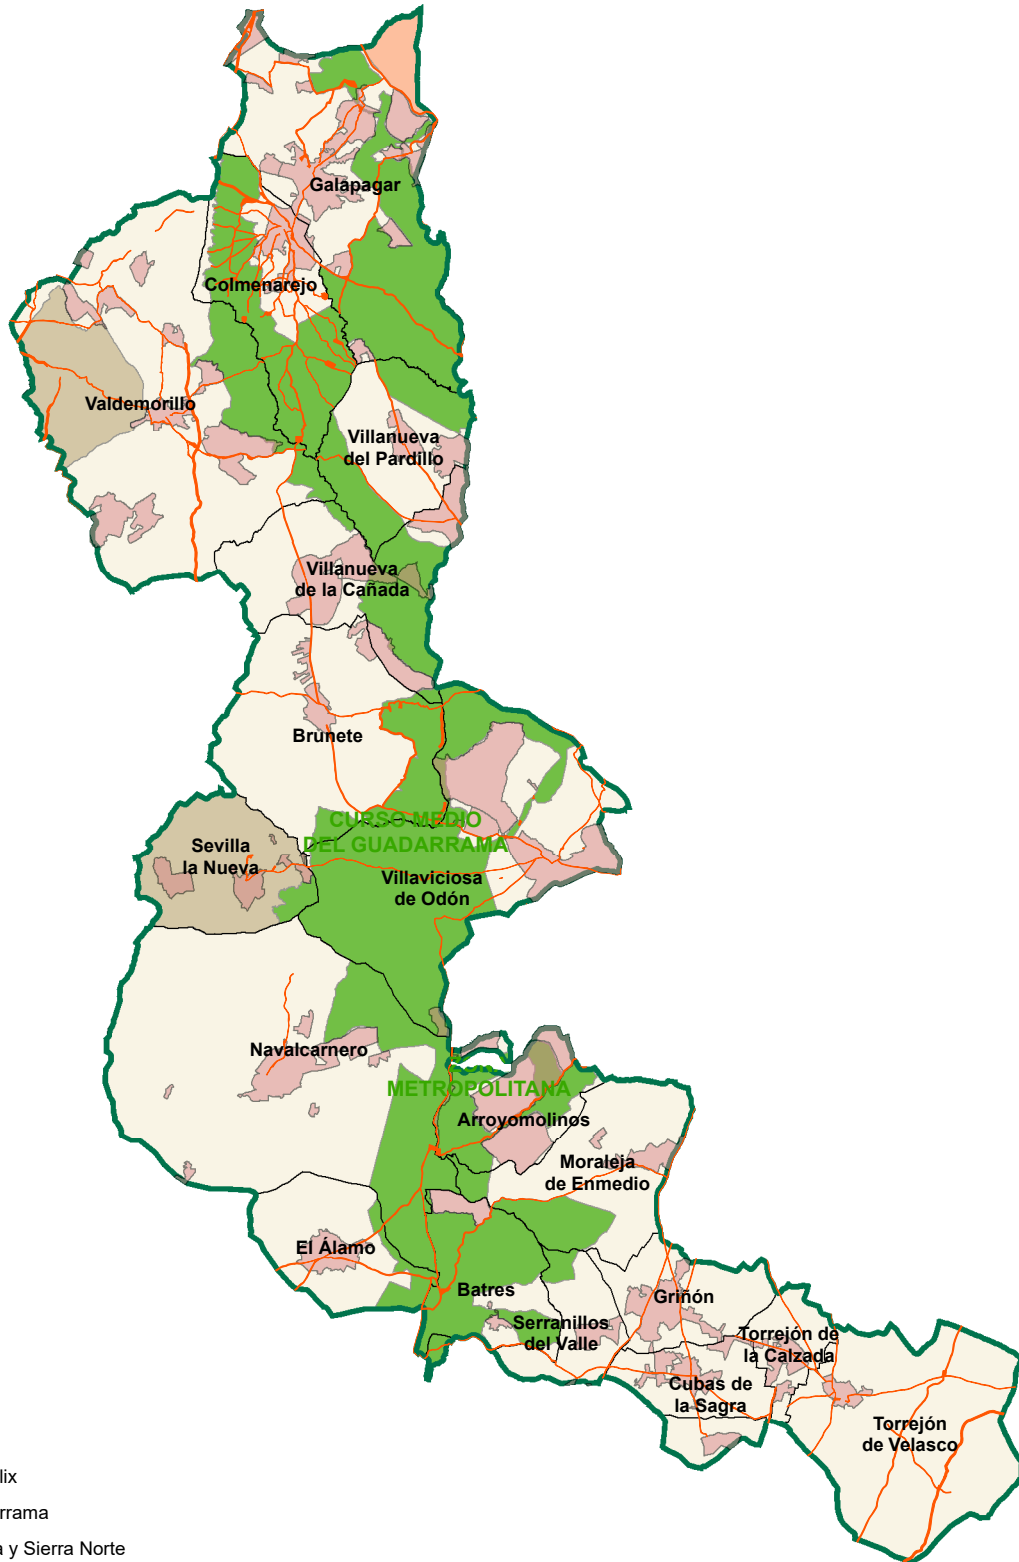 Galapagar
Colmenarejo
Valdemorillo
Villanueva
del Pardillo
Villanueva
de la Cañada
Brunete
CURSO MEDIO
DEL GUADARRAMA
Sevilla
la Nueva
Villaviciosa
de Odón
Navalcarnero
METROPOLITANA
Arroyomolinos
Moraleja
de Enmedio
El Álamo
Batres
Griñón
Serranillos
del Valle
Torrejón de
la Calzada
Cubas de
la Sagra
Torrejón
de Velasco
lix
rrama
a y Sierra Norte